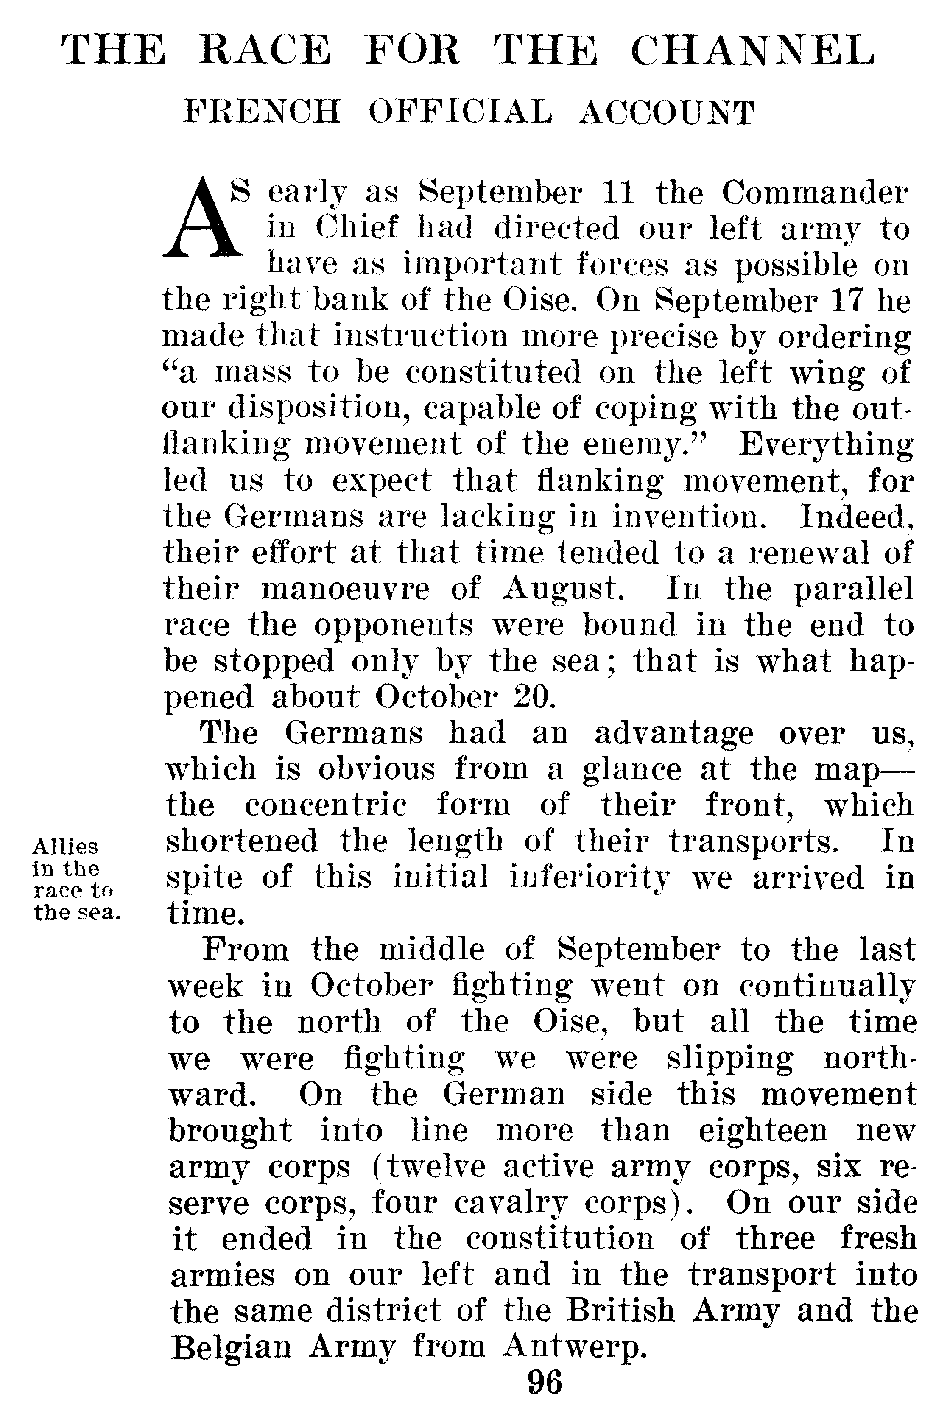 THE RACE FOR THE CHANNEL
FRENCH OFFICIAL ACCOUNT
AS early as September 11 the Commander
in Chief had directed our left army to
have as important forces as possible on
the right bank of the Oise. On September 17 he
made that instruction more precise by ordering
“a mass to be constituted on the left wing of
our disposition, capable of coping with the out-
flanking movement of the enemy.” Everything
led us to expect that flanking movement, for
the Germans are lacking in invention. Indeed,
their effort at that time tended to a renewal of
their manoeuvre of August. In the parallel
race the opponents were bound in the end to
be stopped only by the sea; that is what hap-
pened about October 20.
The Germans had an advantage over us,
which is obvious from a glance at the map—
the concentric form of their front, which
shortened the length of their transports. In
spite of this initial inferiority we arrived in
time.
Allies
in the
race to
the sea.
From the middle of September to the last
week in October fighting went on continually
to the north of the Oise, but all the time
we were fighting we were slipping north-
ward. On the German side this movement
brought into line more than eighteen new
army corps (twelve active army corps, six re-
serve corps, four cavalry corps). On our side
it ended in the constitution of three fresh
armies on our left and in the transport into
the same district of the British Army and the
Belgian Army from Antwerp.
96